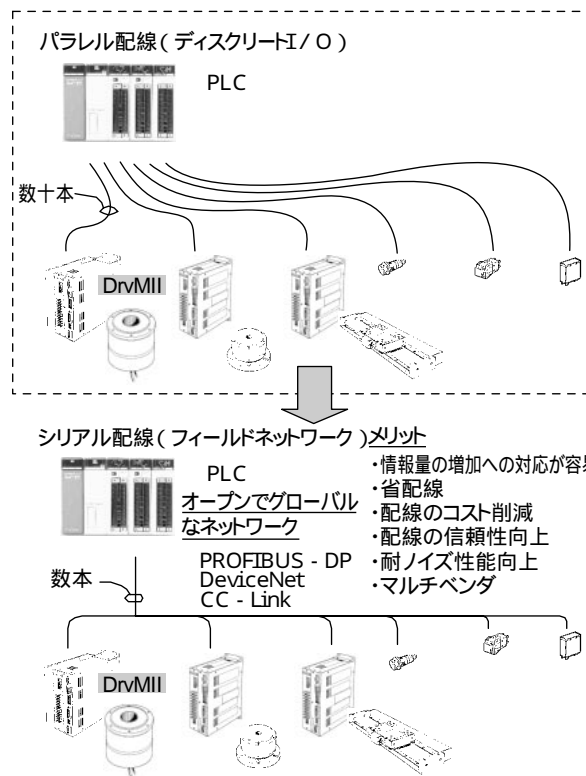 パラレル配線(ディスクリートI/O)
PLC
数十本
DrvMII
シリアル配線(フィールドネットワーク)
メリット
PLC
オープンでグローバル
なネットワーク
PROFIBUS - DP
DeviceNet
CC - Link
・情報量の増加への対応が容
・省配線
・配線のコスト削減
・配線の信頼性向上
・耐ノイズ性能向上
・マルチベンダ
数本
DrvMII